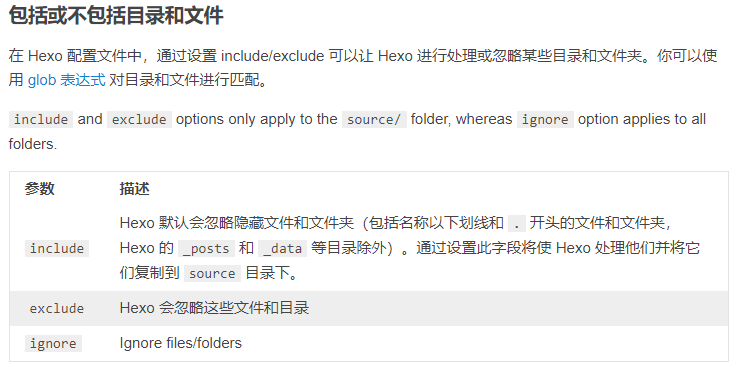 包括或不包括目录和文件
在 Hexo 配置文件中，通过设置 include/exclude 可以让 Hexo 进行处理或忽略某些目录和文件夹。你可以使
用 glob 表达式 对目录和文件进行匹配。
include and exclude options only apply to the source/ folder, whereas ignore option applies to all
folders.
参数 描述
Hexo 默认会忽略隐藏文件和文件夹（包括名称以下划线和 . 开头的文件和文件夹，
include Hexo 的 _posts 和 _data 等目录除外）。通过设置此字段将使 Hexo 处理他们并将它
们复制到 source 目录下。
exclude Hexo 会忽略这些文件和目录
ignore Ignore files/folders